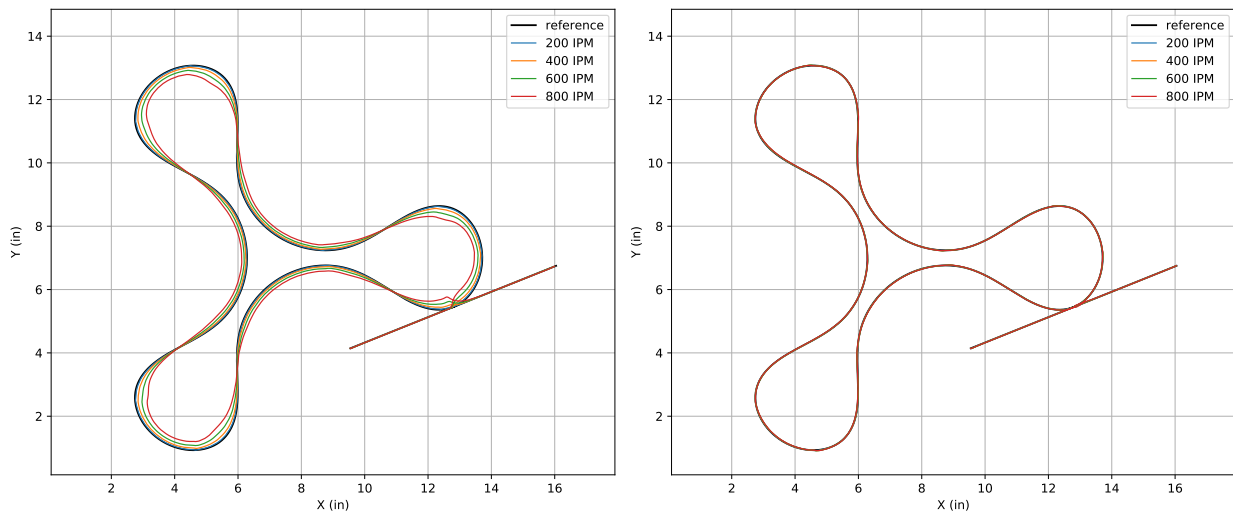 14
12
10
8
6
4
2
Y (in)
2 4 6 8 10 12 14 16
X (in)
reference
200 IPM
400 IPM
600 IPM
800 IPM
14
12
10
8
6
4
2
Y (in)
2 4 6 8 10 12 14 16
X (in)
reference
200 IPM
400 IPM
600 IPM
800 IPM